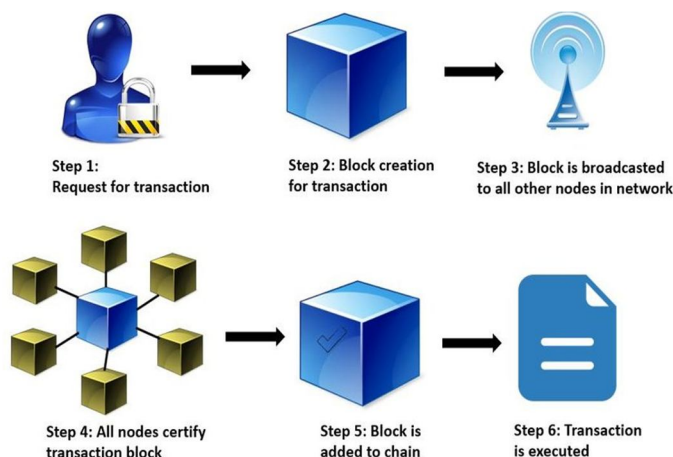 Step 1:
Request for transaction
Step 2: Block creation
for transaction
Step 3: Block is broadcasted
to all other nodes in network
Step 4: All nodes certify
transaction block
Step 5: Block is
added to chain
Step 6: Transaction
is executed